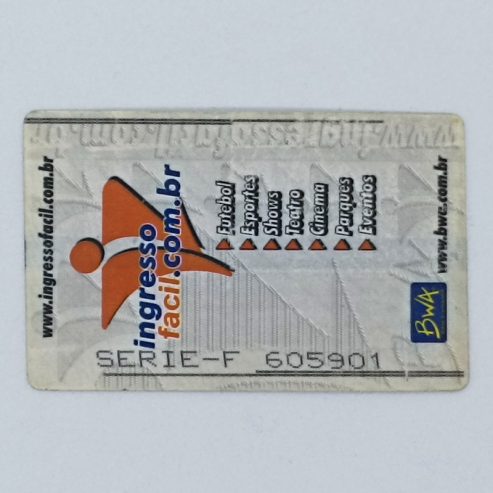 www.ingressofacil.com.br
ingresso
facil.com.br
Futebol
Esportes
Shows
Teatro
Cinema
Parques
Eventos
BWA
www.bwe.com.br
SERIE-F 605901